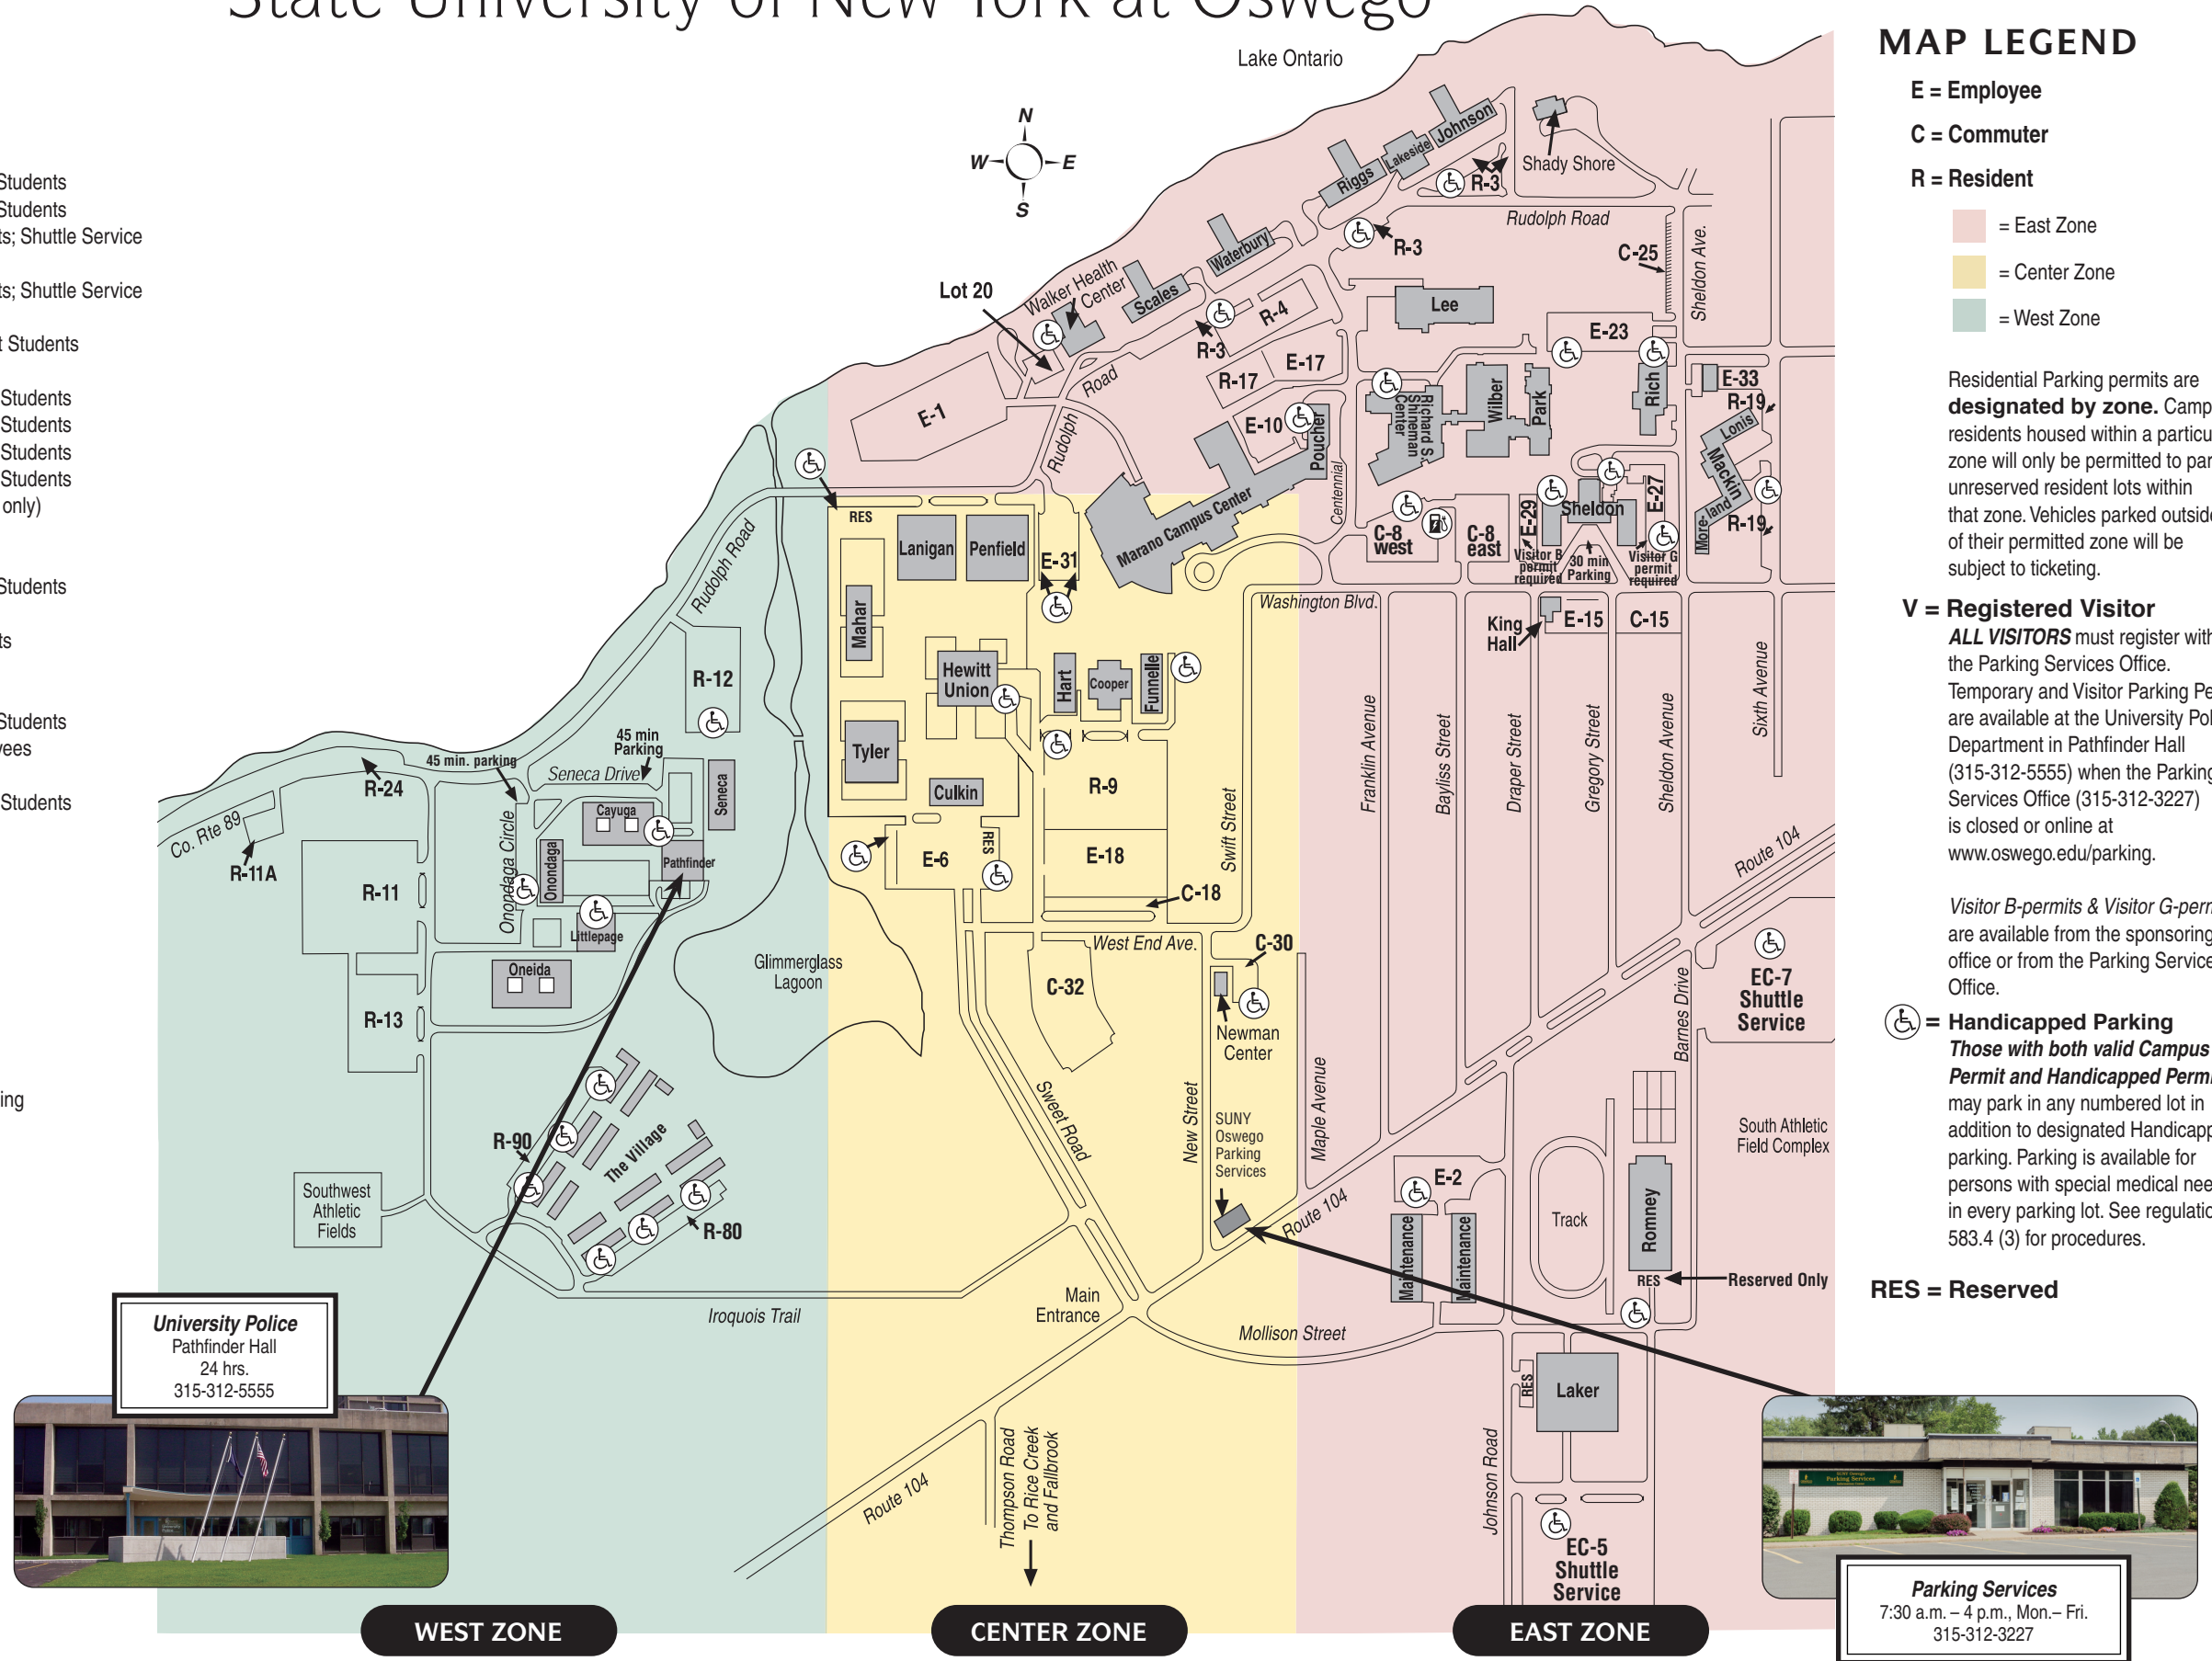 State University of New York at Oswego
Students
Students
ts; Shuttle Service
ts; Shuttle Service
t Students
Students
Students
Students
Students
only)
Students
ts
Students
ees
Students
ing
Lake Ontario
N
W
E
S
Johnson
Lakeside
Riggs
Shady Shore
R-3
Rudolph Road
R-3
C-25
Sheldon Ave.
Waterbury
Walker Health
Center
Scales
Lot 20
R-4
R-3
Lee
E-23
E-17
R-17
Road
Rudolph
E-1
E-10
Poucher
Richard S.
Shineman
Center
Wilber
Park
Rich
E-33
R-19
Lonis
Mackin
More-
land
R-19
Centennial
Marano Campus Center
C-8
west
C-8
east
E-29
Sheldon
E-27
Visitor B
permit
required
30 min
Parking
Visitor G
permit
required
RES
Lanigan
Penfield
E-31
Rudolph Road
Washington Blvd.
King
Hall
E-15
C-15
Mahar
Hewitt
Union
Hart
Cooper
Funnelle
R-12
Tyler
Culkin
R-9
Franklin Avenue
Bayliss Street
Draper Street
Gregory Street
Sheldon Avenue
Sixth Avenue
45 min
Parking
45 min. parking
Seneca Drive
R-24
Co. Rte 89
R-11A
Seneca
Cayuga
Onondaga Circle
Onondaga
Pathfinder
Littlepage
Oneida
R-11
R-13
RES
E-6
E-18
C-18
Swift Street
Route 104
West End Ave.
C-30
C-32
Newman
Center
Glimmerglass
Lagoon
EC-7
Shuttle
Service
Barnes Drive
South Athletic
Field Complex
Sweet Road
New Street
Maple Avenue
SUNY
Oswego
Parking
Services
R-90
The Village
R-80
Southwest
Athletic
Fields
Iroquois Trail
Main
Entrance
Route 104
Mollison Street
E-2
Maintenance
Maintenance
Track
Romney
RES
Reserved Only
RES
Laker
Johnson Road
EC-5
Shuttle
Service
Route 104
Thompson Road
To Rice Creek
and Fallbrook
WEST ZONE
CENTER ZONE
EAST ZONE
University Police
Pathfinder Hall
24 hrs.
315-312-5555
Parking Services
7:30 a.m. – 4 p.m., Mon.– Fri.
315-312-3227
MAP LEGEND
E = Employee
C = Commuter
R = Resident
= East Zone
= Center Zone
= West Zone
Residential Parking permits are
designated by zone. Camp
residents housed within a particu
zone will only be permitted to par
unreserved resident lots within
that zone. Vehicles parked outside
of their permitted zone will be
subject to ticketing.
V = Registered Visitor
ALL VISITORS must register with
the Parking Services Office.
Temporary and Visitor Parking Pe
are available at the University Pol
Department in Pathfinder Hall
(315-312-5555) when the Parking
Services Office (315-312-3227)
is closed or online at
www.oswego.edu/parking.
Visitor B-permits & Visitor G-perm
are available from the sponsoring
office or from the Parking Service
Office.
= Handicapped Parking
Those with both valid Campus
Permit and Handicapped Permi
may park in any numbered lot in
addition to designated Handicapp
parking. Parking is available for
persons with special medical nee
in every parking lot. See regulatio
583.4 (3) for procedures.
RES = Reserved